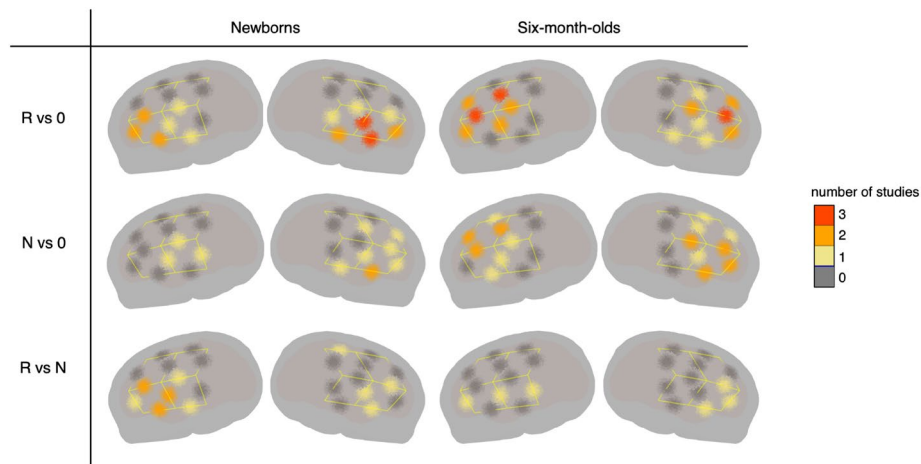 Newborns Six-month-olds
R vs 0
N vs 0
R vs N
number of studies
3
2
1
0